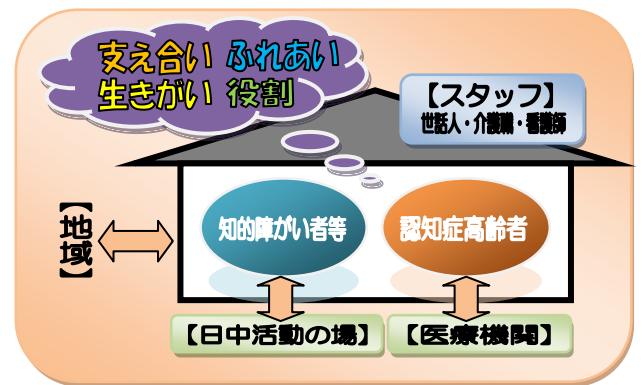 支え合い ふれあい
生きがい 役割
【スタッフ】
世話人・介護職・看護師
【地域】
知的障がい者等
認知症高齢者
【日中活動の場】
【医療機関】